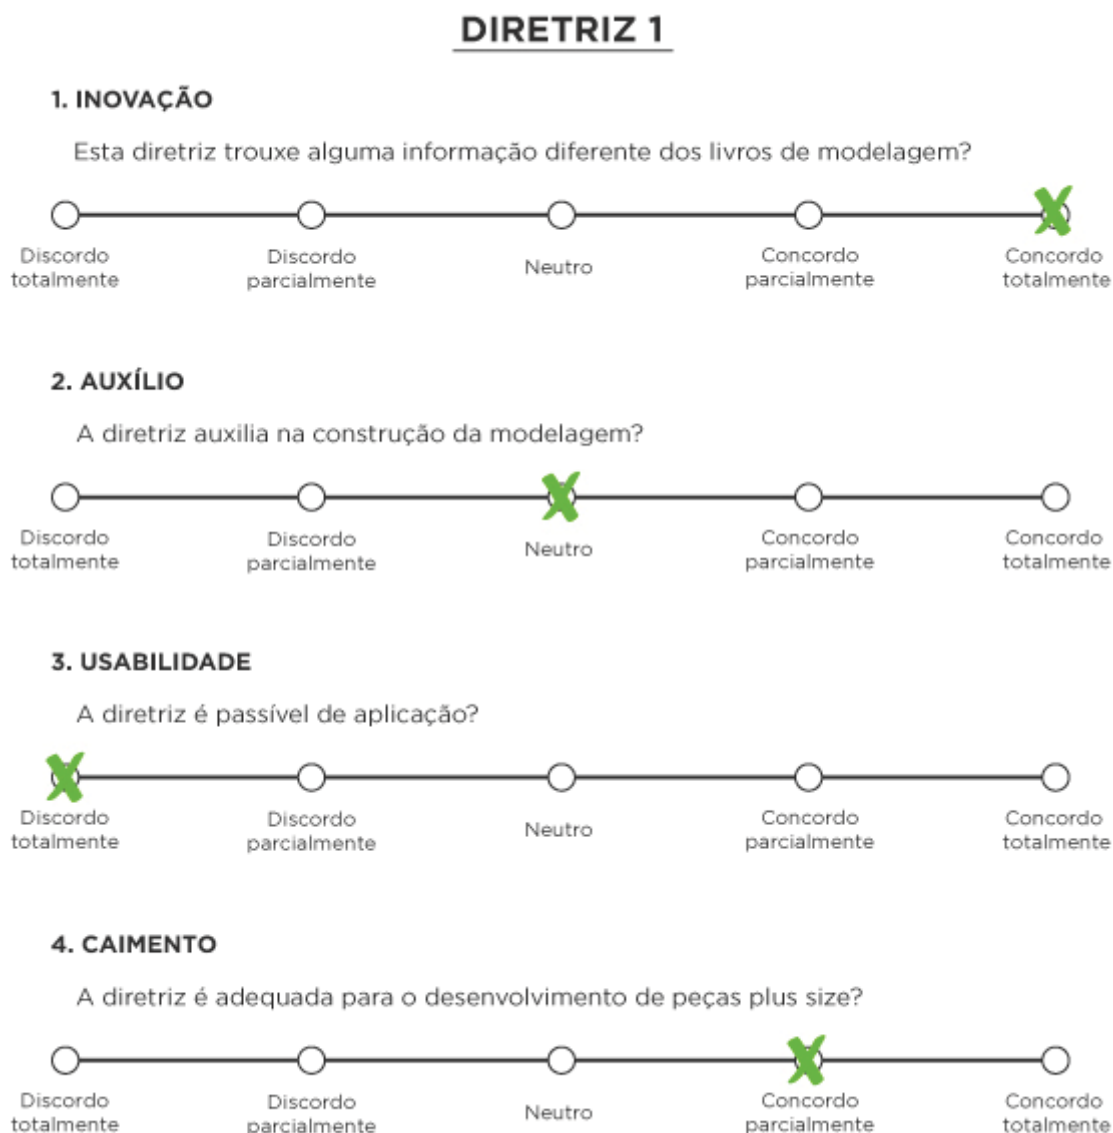 DIRETRIZ 1
1. INOVAÇÃO
Esta diretriz trouxe alguma informação diferente dos livros de modelagem?
Discordo totalmente
Discordo parcialmente
Neutro
Concordo parcialmente
Concordo totalmente
2. AUXÍLIO
A diretriz auxilia na construção da modelagem?
Discordo totalmente
Discordo parcialmente
Neutro
Concordo parcialmente
Concordo totalmente
3. USABILIDADE
A diretriz é passível de aplicação?
Discordo totalmente
Discordo parcialmente
Neutro
Concordo parcialmente
Concordo totalmente
4. CAIMENTO
A diretriz é adequada para o desenvolvimento de peças plus size?
Discordo totalmente
Discordo parcialmente
Neutro
Concordo parcialmente
Concordo totalmente